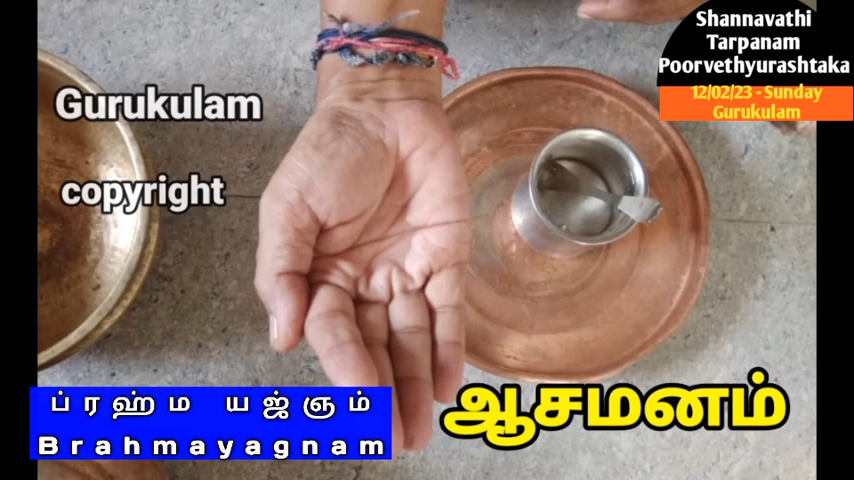 Shannavathi
Tarpanam
Poorvethyurashtaka
12/02/23 - Sunday
Gurukulam
Gurukulam
copyright
ப்ரஹ்ம யஜ்ஞம்
Brahmayagnam
ஆசமனம்